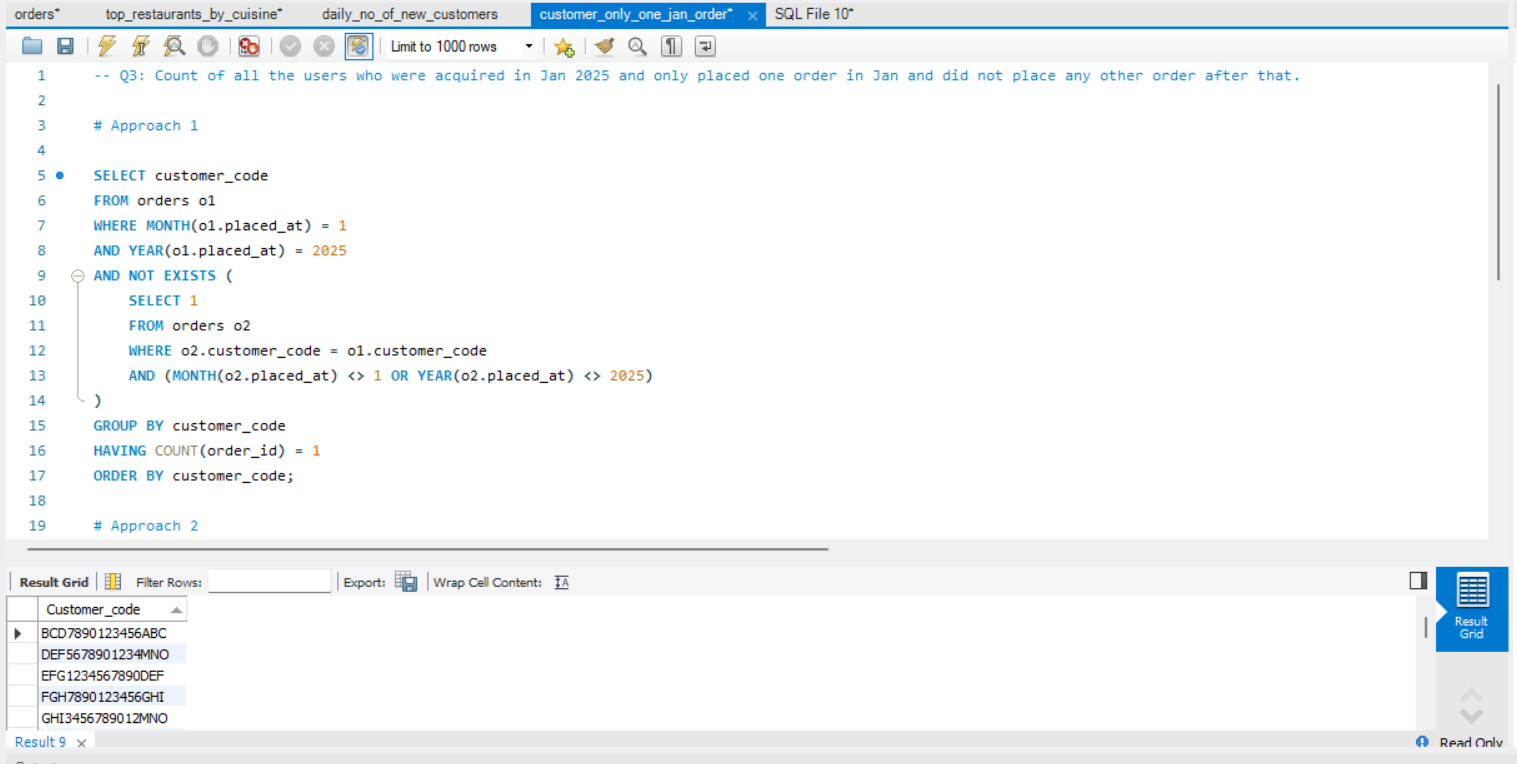 orders* top_restaurants_by_cuisine* daily_no_of_new_customers customer_only_one_jan_order* SQL File 10*
Limit to 1000 rows
1 -- Q3: Count of all the users who were acquired in Jan 2025 and only placed one order in Jan and did not place any other order after that.
2
3 # Approach 1
4
5 SELECT customer_code
6 FROM orders o1
7 WHERE MONTH(o1.placed_at) = 1
8 AND YEAR(o1.placed_at) = 2025
9 AND NOT EXISTS (
10 SELECT 1
11 FROM orders o2
12 WHERE o2.customer_code = o1.customer_code
13 AND (MONTH(o2.placed_at) <> 1 OR YEAR(o2.placed_at) <> 2025)
14 )
15 GROUP BY customer_code
16 HAVING COUNT(order_id) = 1
17 ORDER BY customer_code;
18
19 # Approach 2
Result Grid Filter Rows: Export: Wrap Cell Content:
Customer_code
BCD7890123456ABC
DEF5678901234MNO
EFG1234567890DEF
FGH7890123456GHI
GHI3456789012MNO
Result
Grid
Result 9 Read Only